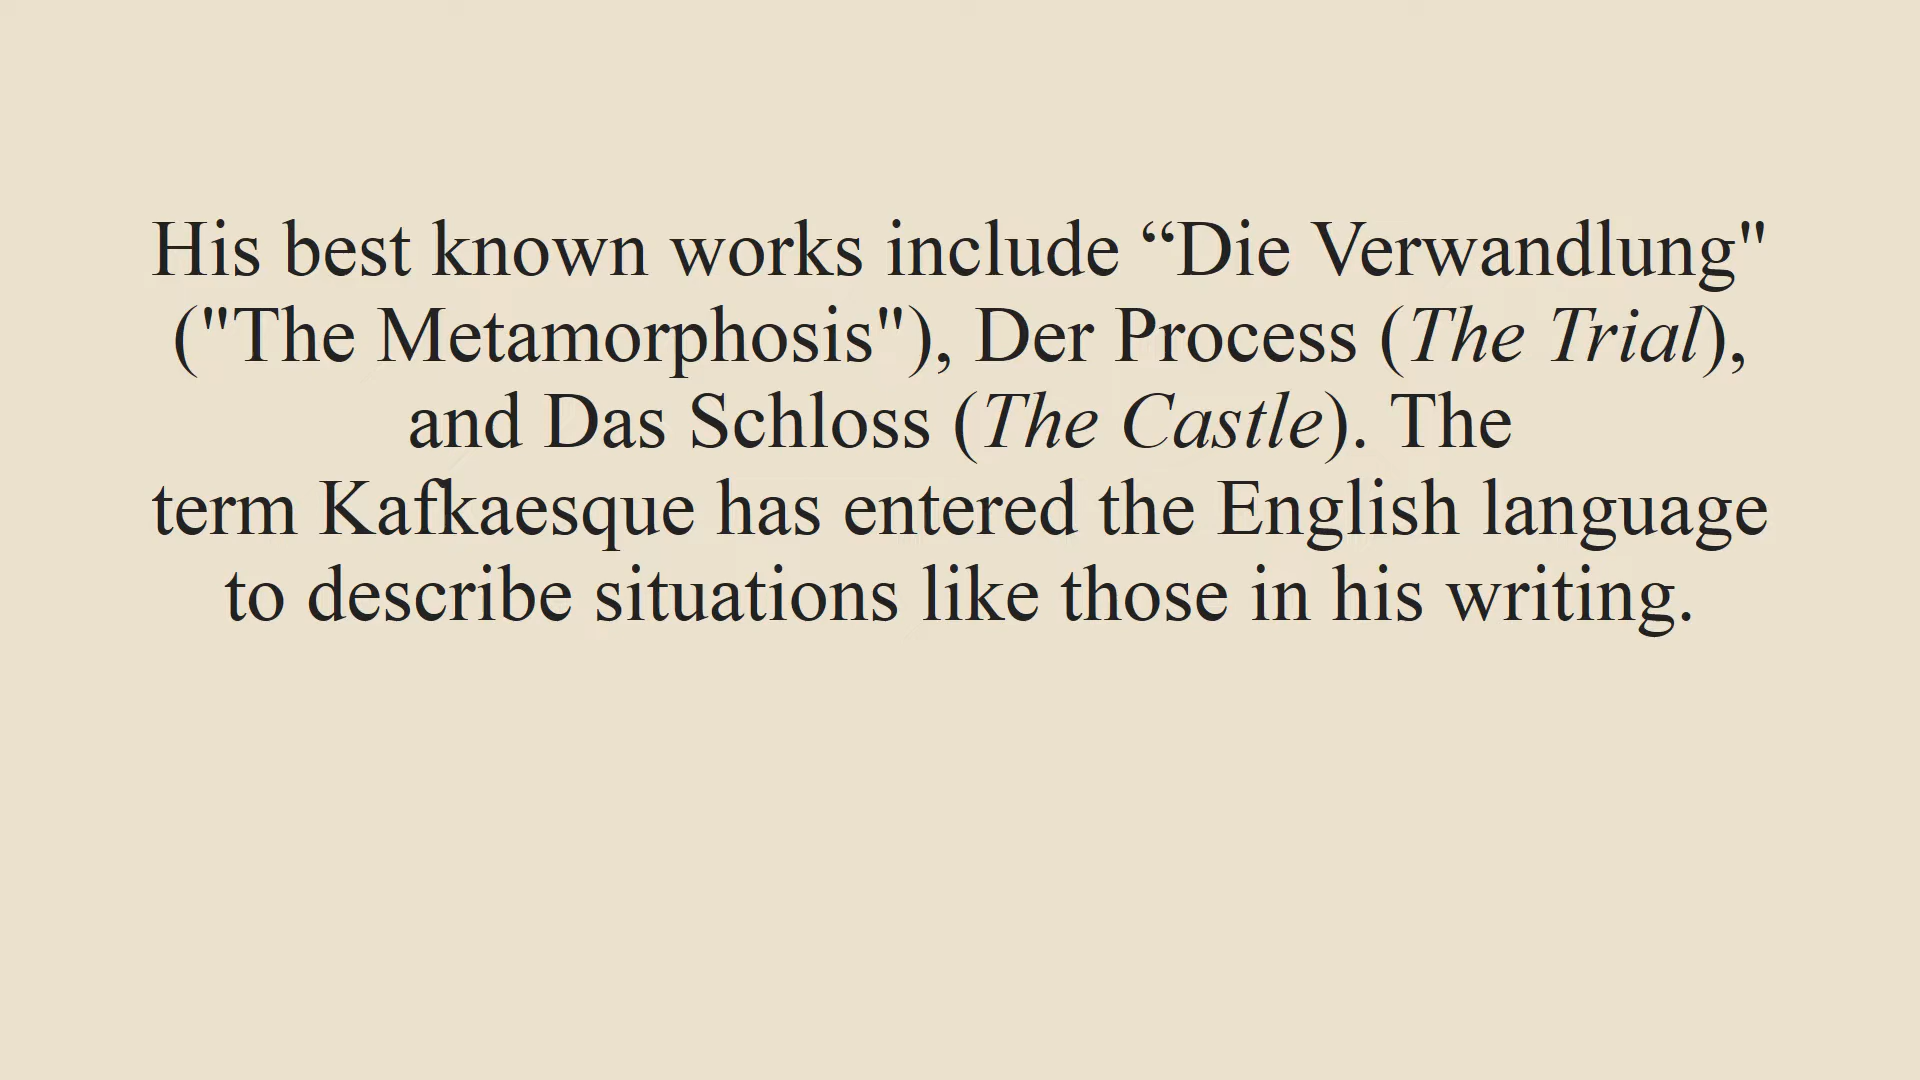 His best known works include “Die Verwandlung"
("The Metamorphosis"), Der Process (The Trial),
and Das Schloss (The Castle). The
term Kafkaesque has entered the English language
to describe situations like those in his writing.